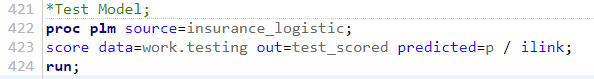 421 *Test Model;
422 proc plm source=insurance_logistic;
423 score data=work.testing out=test_scored predicted=p / ilink;
424 run;